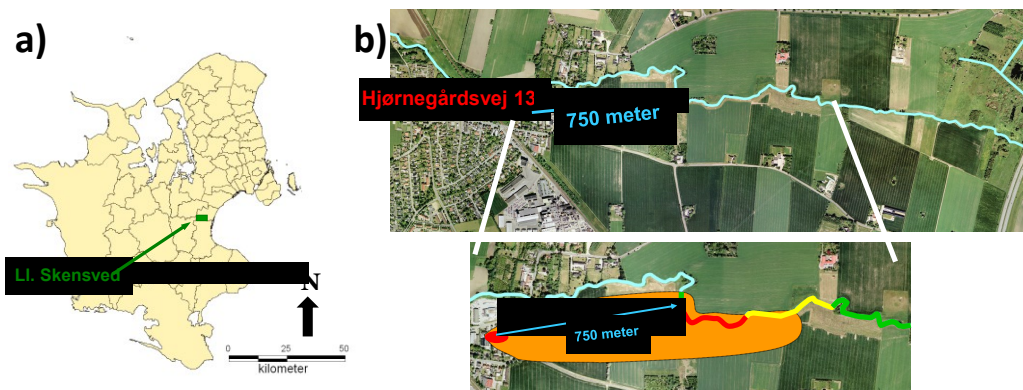 a)
b)
Hjørnegårdsvej 13
750 meter
Ll. Skensved
N
0 25 50
kilometer
750 meter